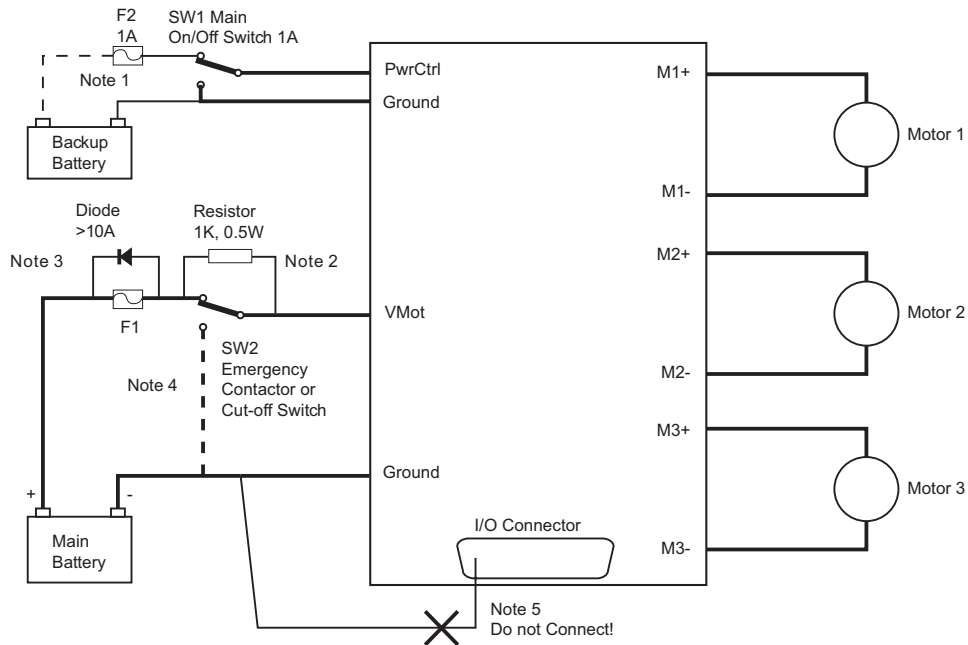 F2
1A
SW1 Main
On/Off Switch 1A
Note 1
Backup
Battery
PwrCtrl
Ground
M1+
Motor 1
M1-
Diode
>10A
Resistor
1K, 0.5W
Note 3
Note 2
F1
VMot
SW2
Emergency
Contactor or
Cut-off Switch
Note 4
M2+
Motor 2
M2-
M3+
Motor 3
M3-
Ground
+
-
Main
Battery
I/O Connector
Note 5
Do not Connect!